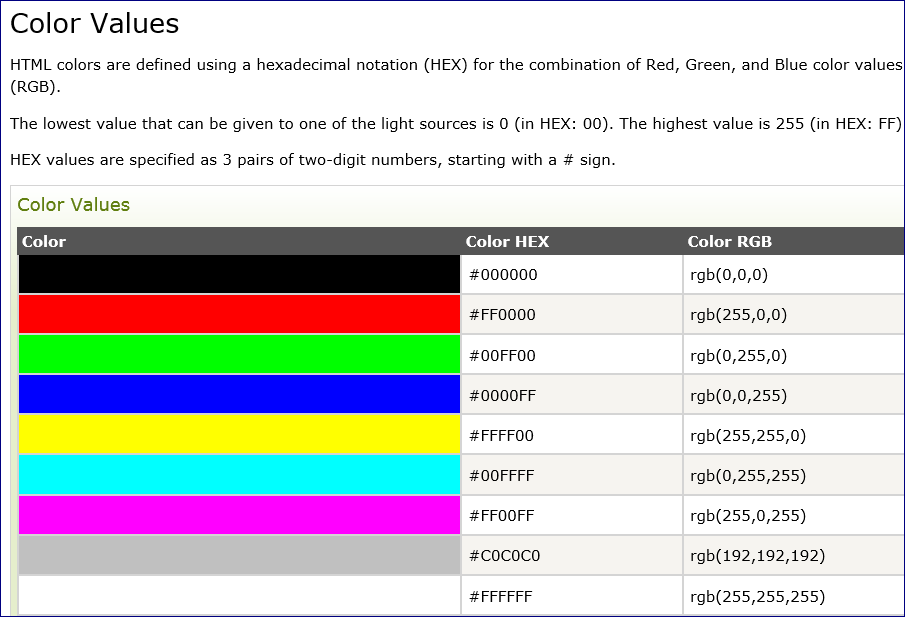 Color Values
HTML colors are defined using a hexadecimal notation (HEX) for the combination of Red, Green, and Blue color values
(RGB).
The lowest value that can be given to one of the light sources is 0 (in HEX: 00). The highest value is 255 (in HEX: FF)
HEX values are specified as 3 pairs of two-digit numbers, starting with a # sign.
Color Values
Color Color HEX Color RGB
#000000 rgb(0,0,0)
#FF0000 rgb(255,0,0)
#00FF00 rgb(0,255,0)
#0000FF rgb(0,0,255)
#FFFF00 rgb(255,255,0)
#00FFFF rgb(0,255,255)
#FF00FF rgb(255,0,255)
#C0C0C0 rgb(192,192,192)
#FFFFFF rgb(255,255,255)